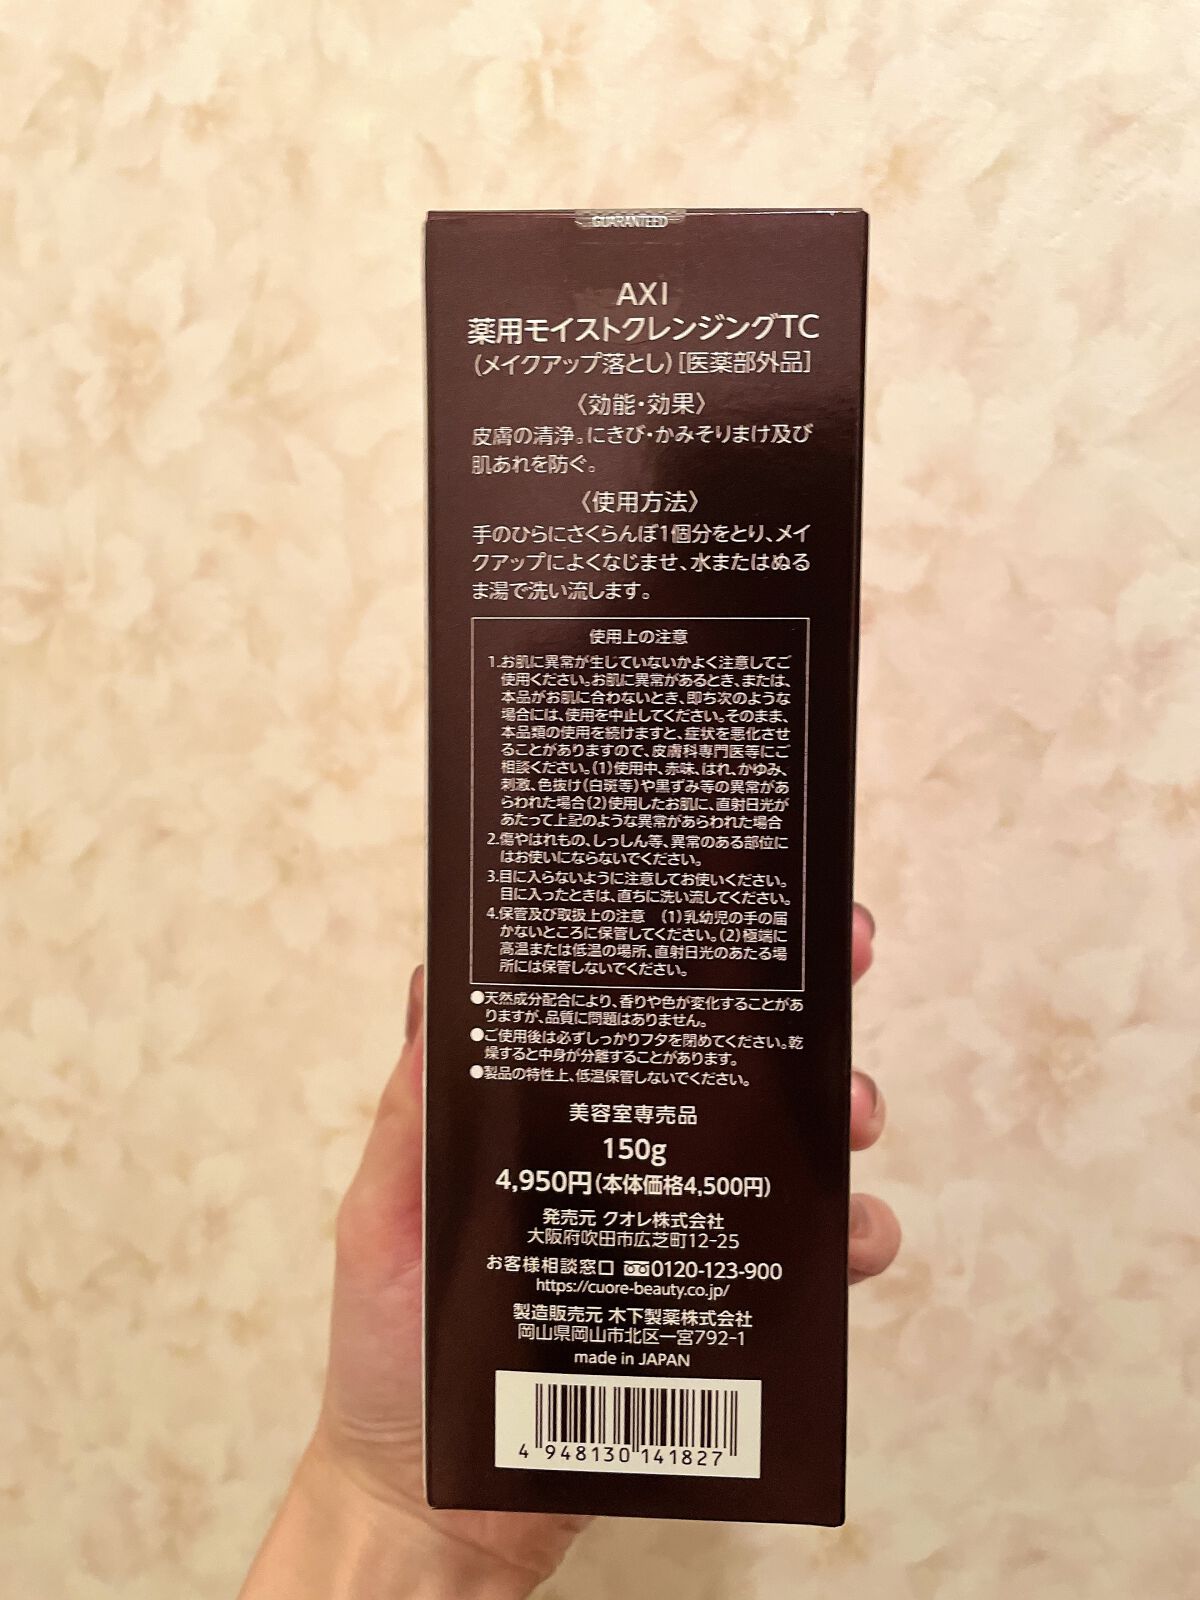 GUARANTEED
AXI
薬用モイストクレンジングTC
(メイクアップ落とし)[医薬部外品]
〈効能・効果〉
皮膚の清浄。にきび・かみそりまけ及び
肌あれを防ぐ。
〈使用方法〉
手のひらにさくらんぼ1個分をとり、メイ
クアップによくなじませ、水またはぬる
ま湯で洗い流します。
使用上の注意
1.お肌に異常が生じていないかよく注意してご
使用ください。お肌に異常があるとき、または、
本品がお肌に合わないとき、即ち次のような
場合には、使用を中止してください。そのまま、
本品類の使用を続けますと、症状を悪化させ
ることがありますので、皮膚科専門医等にご
相談ください。(1)使用中、赤味、はれ、かゆみ、
刺激、色抜け(白斑等)や黒ずみ等の異常があ
らわれた場合(2)使用したお肌に、直射日光が
あたって上記のような異常があらわれた場合
2.傷やはれもの、しっしん等、異常のある部位に
はお使いにならないでください。
3.目に入らないように注意してお使いください。
目に入ったときは、直ちに洗い流してください。
4.保管及び取扱上の注意 (1)乳幼児の手の届
かないところに保管してください。(2)極端に
高温または低温の場所、直射日光のあたる場
所には保管しないでください。
●天然成分配合により、香りや色が変化することがあ
りますが、品質に問題はありません。
●ご使用後は必ずしっかりフタを閉めてください。乾
燥すると中身が分離することがあります。
●製品の特性上、低温保管しないでください。
美容室専売品
150g
4,950円(本体価格4,500円)
発売元 クオレ株式会社
大阪府吹田市広芝町12-25
お客様相談窓口 0120-123-900
https://cuore-beauty.co.jp/
製造販売元 木下製薬株式会社
岡山県岡山市北区一宮792-1
made in JAPAN
4 948130 141827